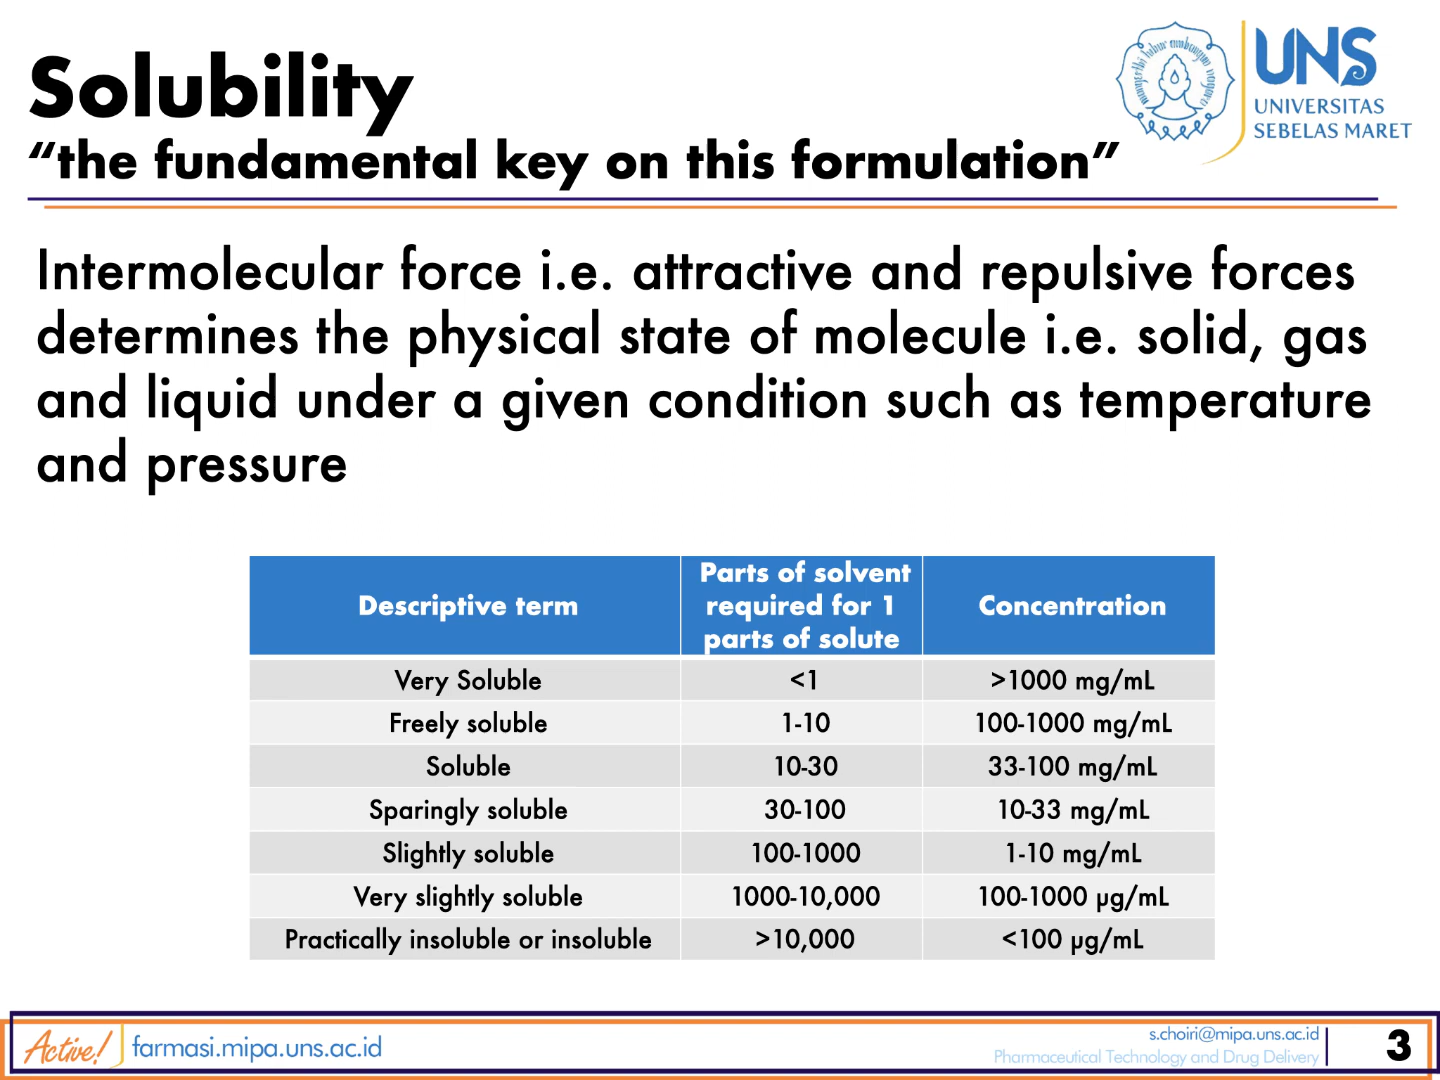 Solubility
“the fundamental key on this formulation”
UNS
UNIVERSITAS
SEBELAS MARET
Intermolecular force i.e. attractive and repulsive forces
determines the physical state of molecule i.e. solid, gas
and liquid under a given condition such as temperature
and pressure
Descriptive term
Parts of solvent
required for 1
parts of solute
Concentration
Very Soluble <1 >1000 mg/mL
Freely soluble 1-10 100-1000 mg/mL
Soluble 10-30 33-100 mg/mL
Sparingly soluble 30-100 10-33 mg/mL
Slightly soluble 100-1000 1-10 mg/mL
Very slightly soluble 1000-10,000 100-1000 µg/mL
Practically insoluble or insoluble >10,000 <100 µg/mL
Active!
farmasi.mipa.uns.ac.id
s.choiri@mipa.uns.ac.id
Pharmaceutical Technology and Drug Delivery
3